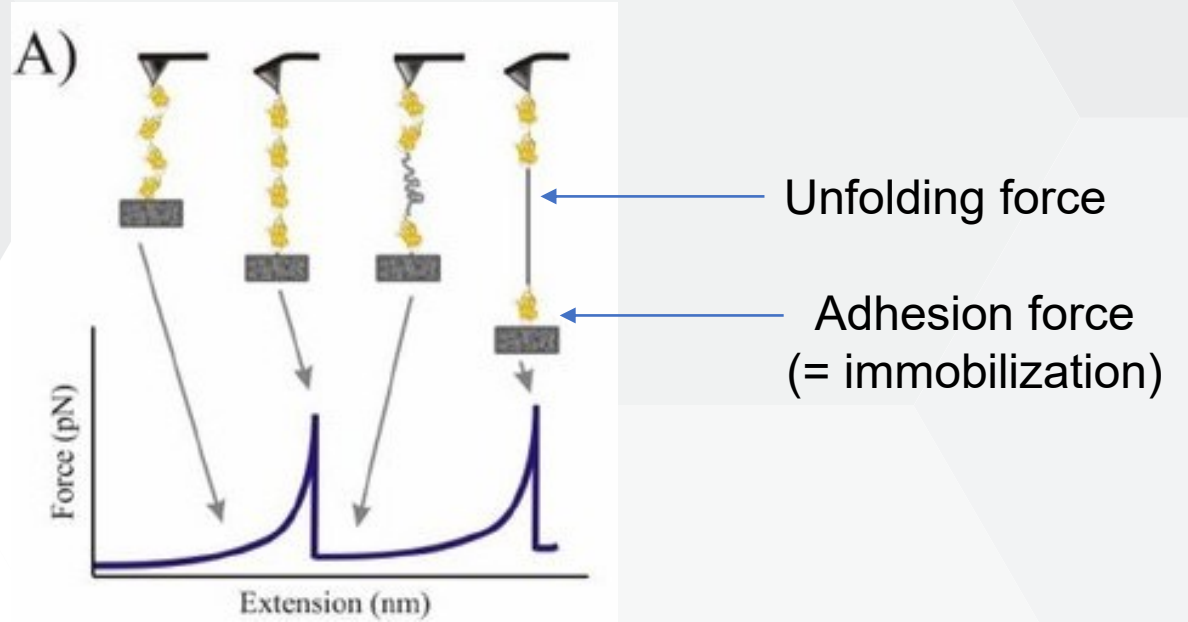 A)
Unfolding force
Adhesion force
(= immobilization)
Force (pN)
Extension (nm)